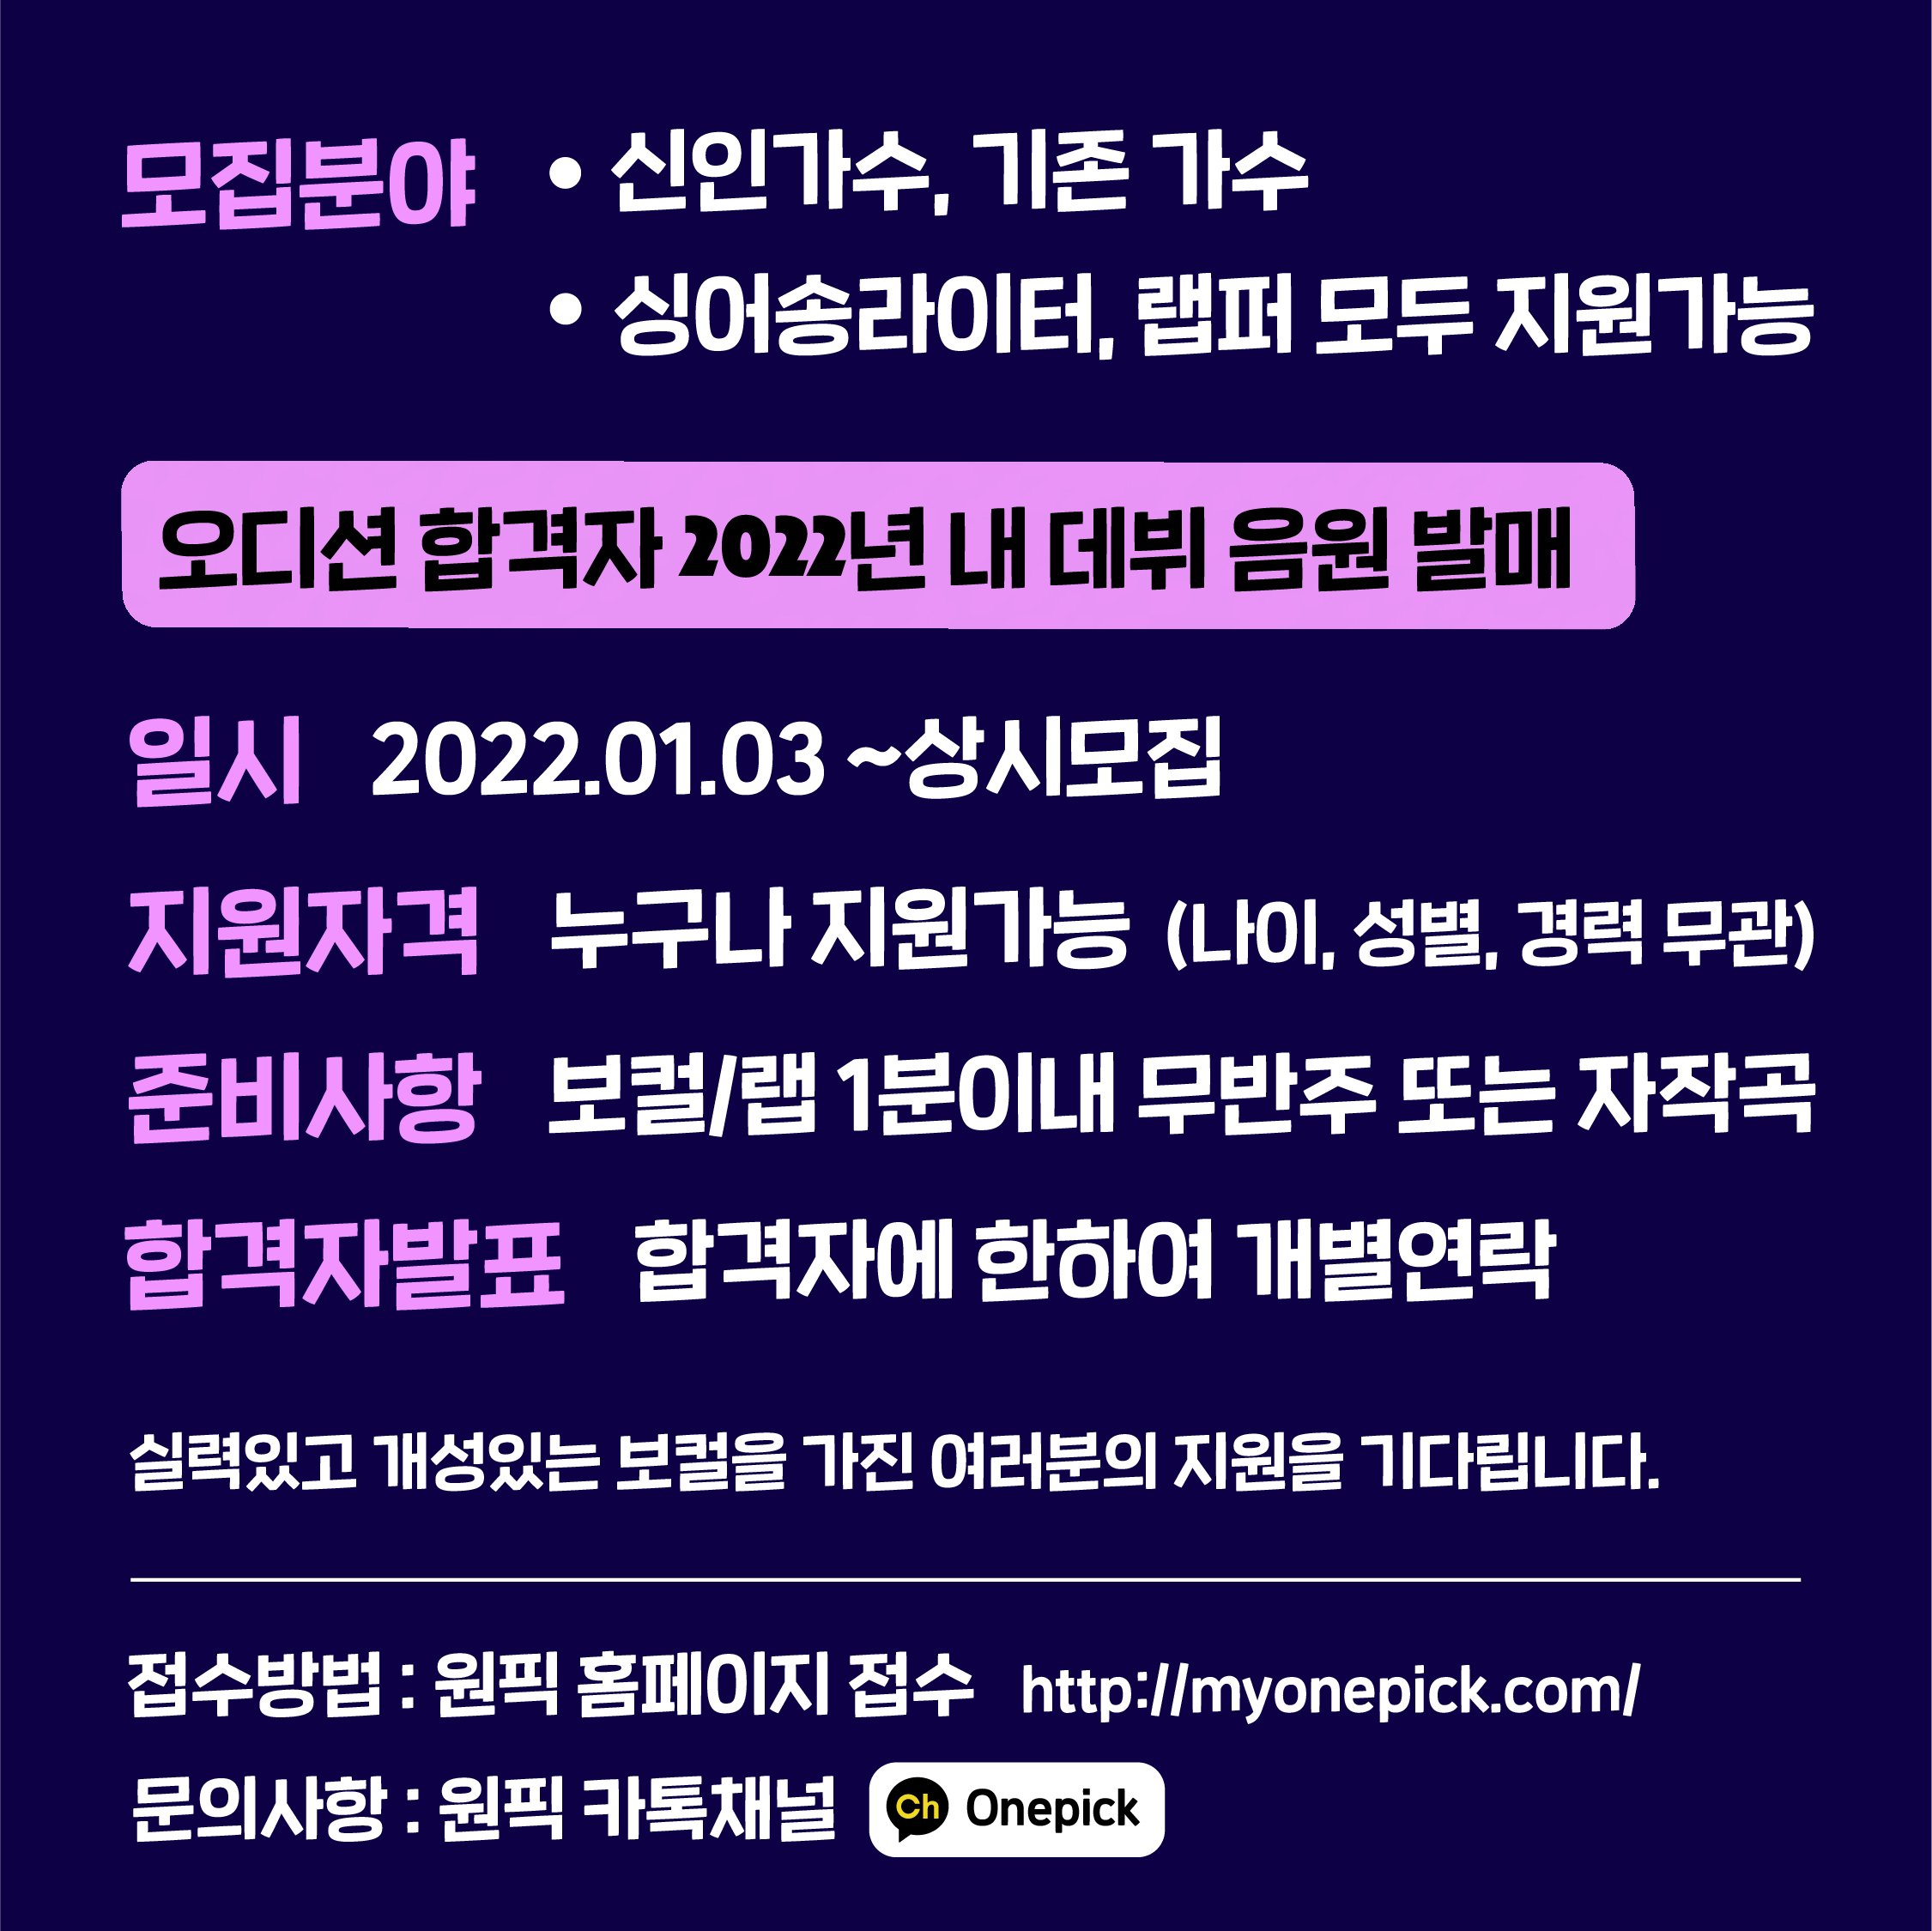 모집분야 • 신인가수, 기존 가수
• 싱어송라이터, 랩퍼 모두 지원가능
오디션 합격자 2022년 내 데뷔 음원 발매
일시 2022.01.03 ~상시모집
지원자격 누구나 지원가능 (나이, 성별, 경력 무관)
준비사항 보컬/랩 1분이내 무반주 또는 자작곡
합격자발표 합격자에 한하여 개별연락
실력있고 개성있는 보컬을 가진 여러분의 지원을 기다립니다.
접수방법 : 원픽 홈페이지 접수 http://myonepick.com/
문의사항 : 원픽 카톡채널 Ch Onepick